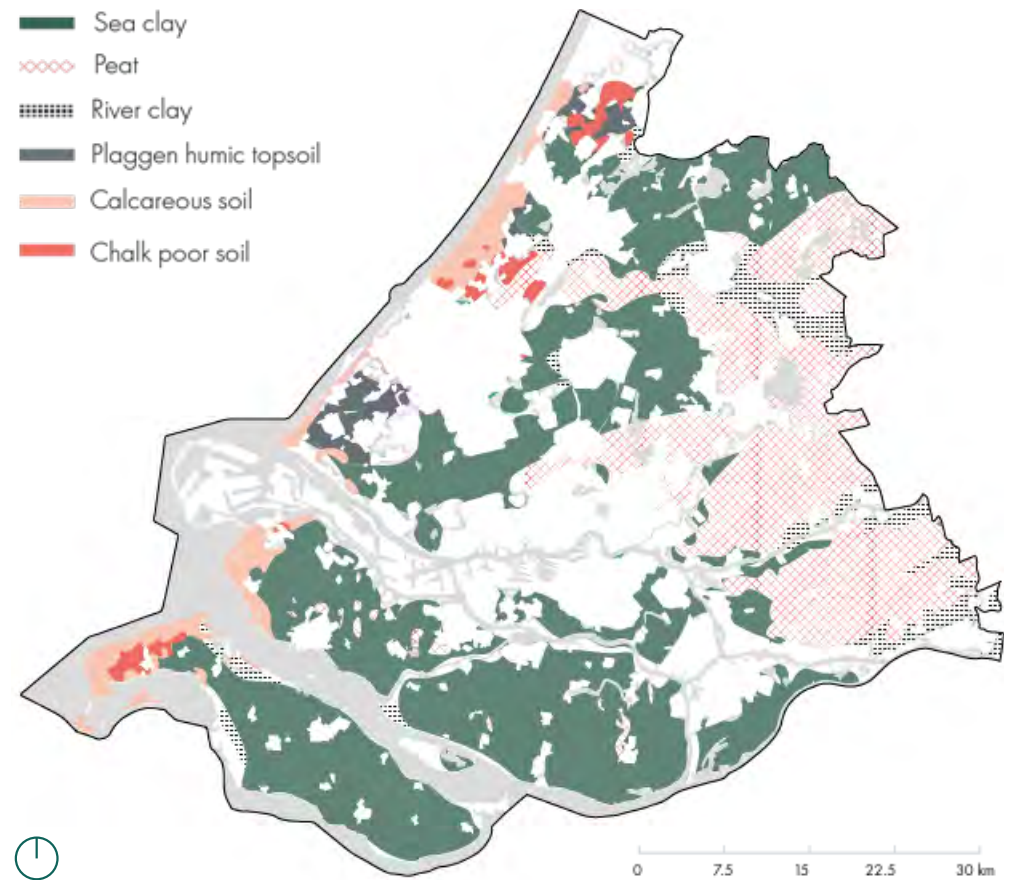 Sea clay
Peat
River clay
Plaggen humic topsoil
Calcareous soil
Chalk poor soil
0 7.5 15 22.5 30 km